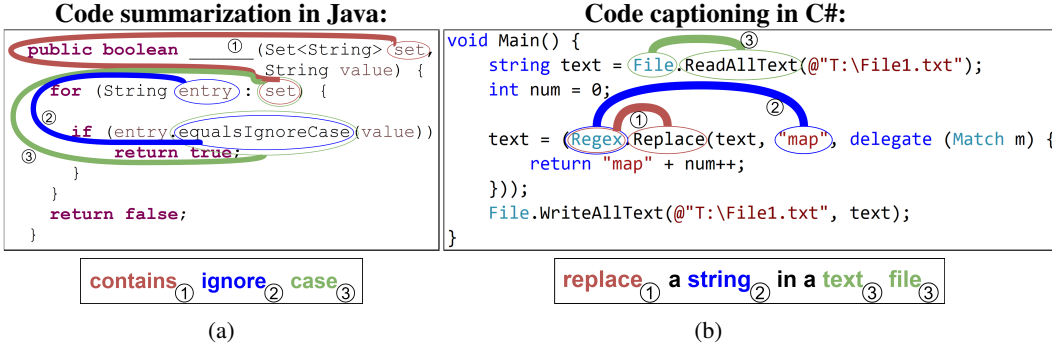 Code summarization in Java:
public boolean ________ (Set<String> set,
String value) {
for (String entry : set) {
if (entry.equalsIgnoreCase(value))
return true;
}
}
return false;
}
① ② ③
contains① ignore② case③
(a)
Code captioning in C#:
void Main() {
string text = File.ReadAllText(@"T:\File1.txt");
int num = 0;
text = (Regex.Replace(text, "map", delegate (Match m) {
return "map" + num++;
}));
File.WriteAllText(@"T:\File1.txt", text);
}
③ ② ①
replace① a string② in a text③ file③
(b)